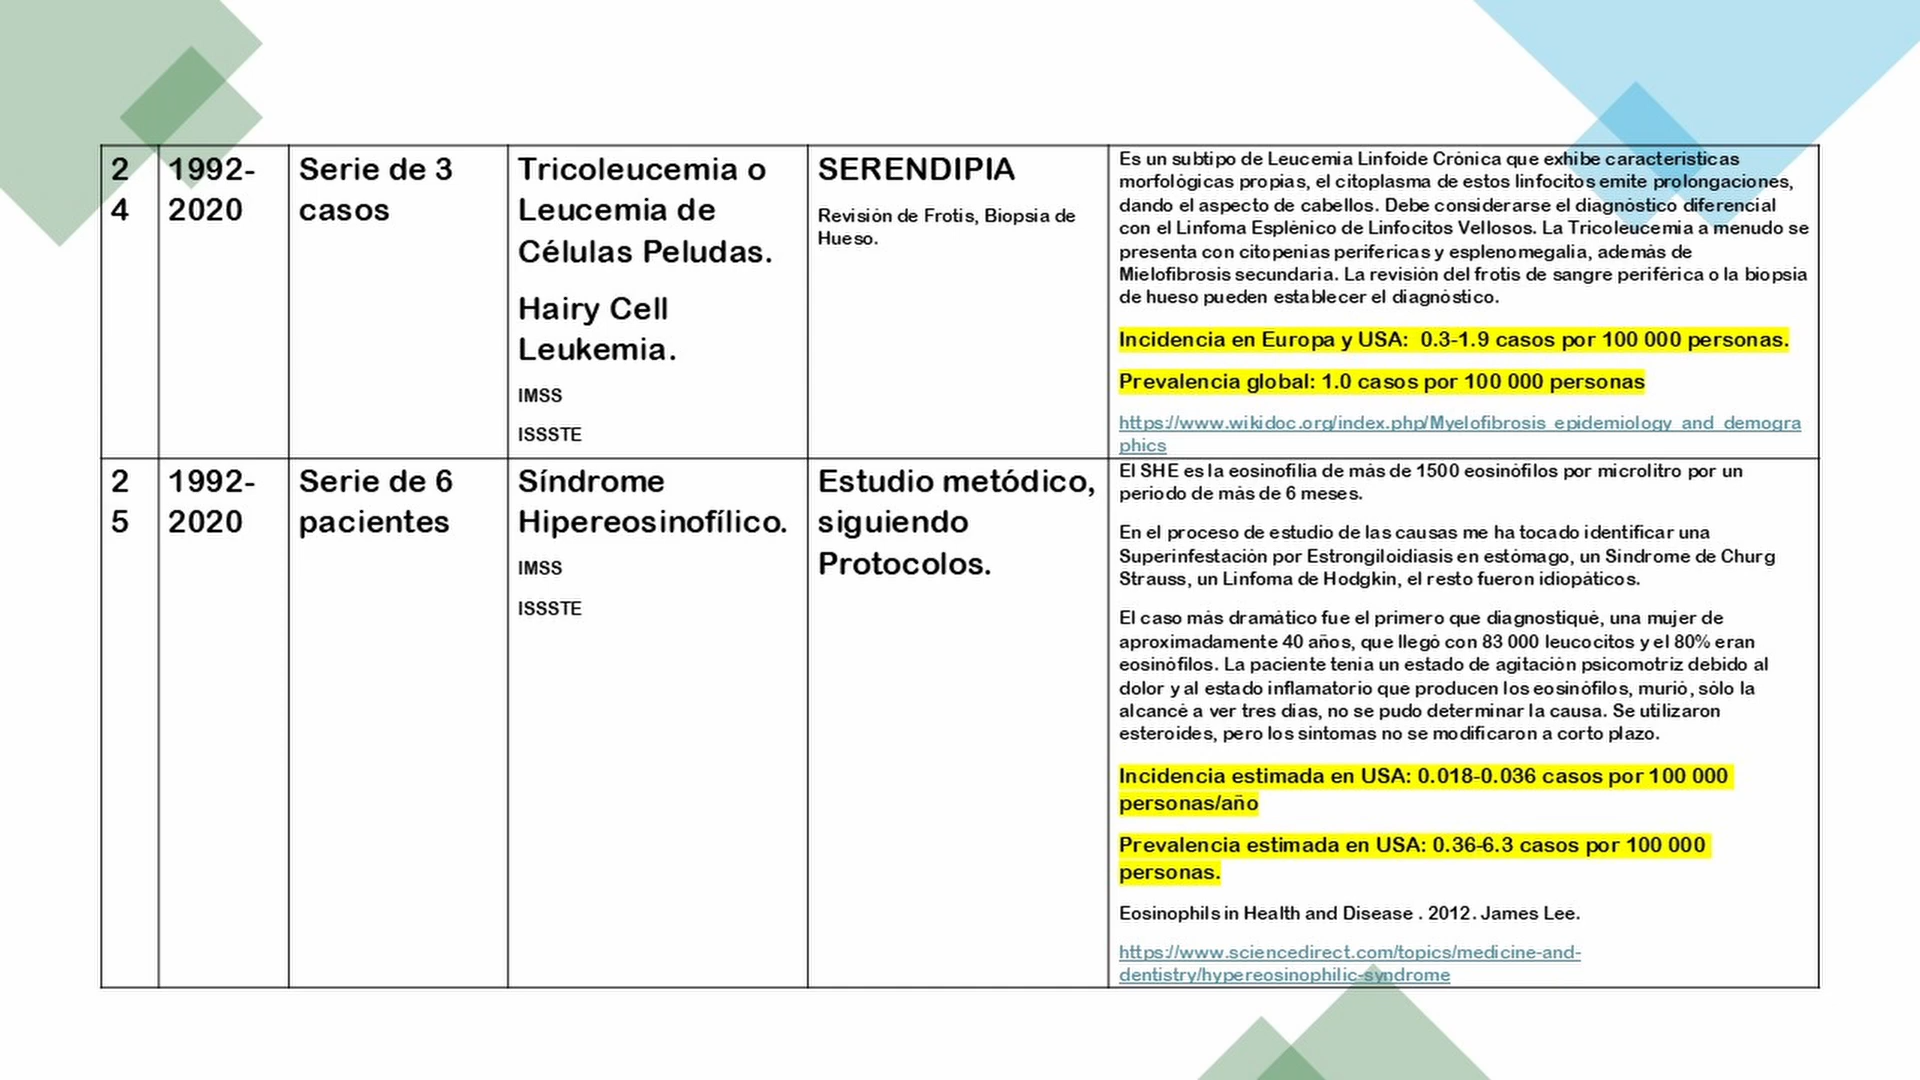 2
4
1992-
2020
Serie de 3
casos
Tricoleucemia o
Leucemia de
Células Peludas.
Hairy Cell
Leukemia.
IMSS
ISSSTE
SERENDIPIA
Revisión de Frotis, Biopsia de
Hueso.
Es un subtipo de Leucemia Linfoide Crónica que exhibe características
morfológicas propias, el citoplasma de estos linfocitos emite prolongaciones,
dando el aspecto de cabellos. Debe considerarse el diagnóstico diferencial
con el Linfoma Esplénico de Linfocitos Vellosos. La Tricoleucemia a menudo se
presenta con citopenias periféricas y esplenomegalia, además de
Mielofibrosis secundaria. La revisión del frotis de sangre periférica o la biopsia
de hueso pueden establecer el diagnóstico.
Incidencia en Europa y USA:  0.3-1.9 casos por 100 000 personas.
Prevalencia global: 1.0 casos por 100 000 personas
https://www.wikidoc.org/index.php/Myelofibrosis_epidemiology_and_demogra
phics
2
5
1992-
2020
Serie de 6
pacientes
Síndrome
Hipereosinofílico.
IMSS
ISSSTE
Estudio metódico,
siguiendo
Protocolos.
El SHE es la eosinofilia de más de 1500 eosinófilos por microlitro por un
periodo de más de 6 meses.
En el proceso de estudio de las causas me ha tocado identificar una
Superinfestación por Estrongiloidiasis en estómago, un Síndrome de Churg
Strauss, un Linfoma de Hodgkin, el resto fueron idiopáticos.
El caso más dramático fue el primero que diagnostiqué, una mujer de
aproximadamente 40 años, que llegó con 83 000 leucocitos y el 80% eran
eosinófilos. La paciente tenía un estado de agitación psicomotriz debido al
dolor y al estado inflamatorio que producen los eosinófilos, murió, sólo la
alcancé a ver tres días, no se pudo determinar la causa. Se utilizaron
esteroides, pero los síntomas no se modificaron a corto plazo.
Incidencia estimada en USA: 0.018-0.036 casos por 100 000
personas/año
Prevalencia estimada en USA: 0.36-6.3 casos por 100 000
personas.
Eosinophils in Health and Disease . 2012. James Lee.
https://www.sciencedirect.com/topics/medicine-and-
dentistry/hypereosinophilic-syndrome